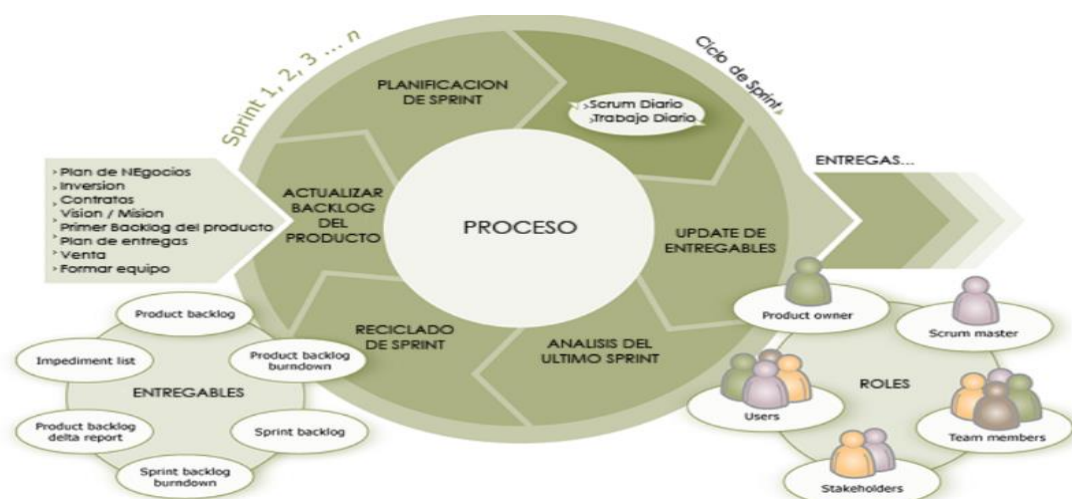 Sprint 1, 2, 3 ... n
Ciclo de Sprint>
PLANIFICACION
DE SPRINT
>Scrum Diario
>Trabajo Diario
> Plan de NEgocios
> Inversion
> Contratos
> Vision / Mision
> Primer Backlog del producto
> Plan de entregas
> Venta
> Formar equipo
ACTUALIZAR
BACKLOG
DEL
PRODUCTO
PROCESO
UPDATE DE
ENTREGABLES
ENTREGAS...
RECICLADO
DE SPRINT
ANALISIS DEL
ULTIMO SPRINT
ENTREGABLES
Product backlog
Impediment list
Product backlog
burndown
Product backlog
delta report
Sprint backlog
Sprint backlog
burndown
ROLES
Product owner
Scrum master
Users
Team members
Stakeholders